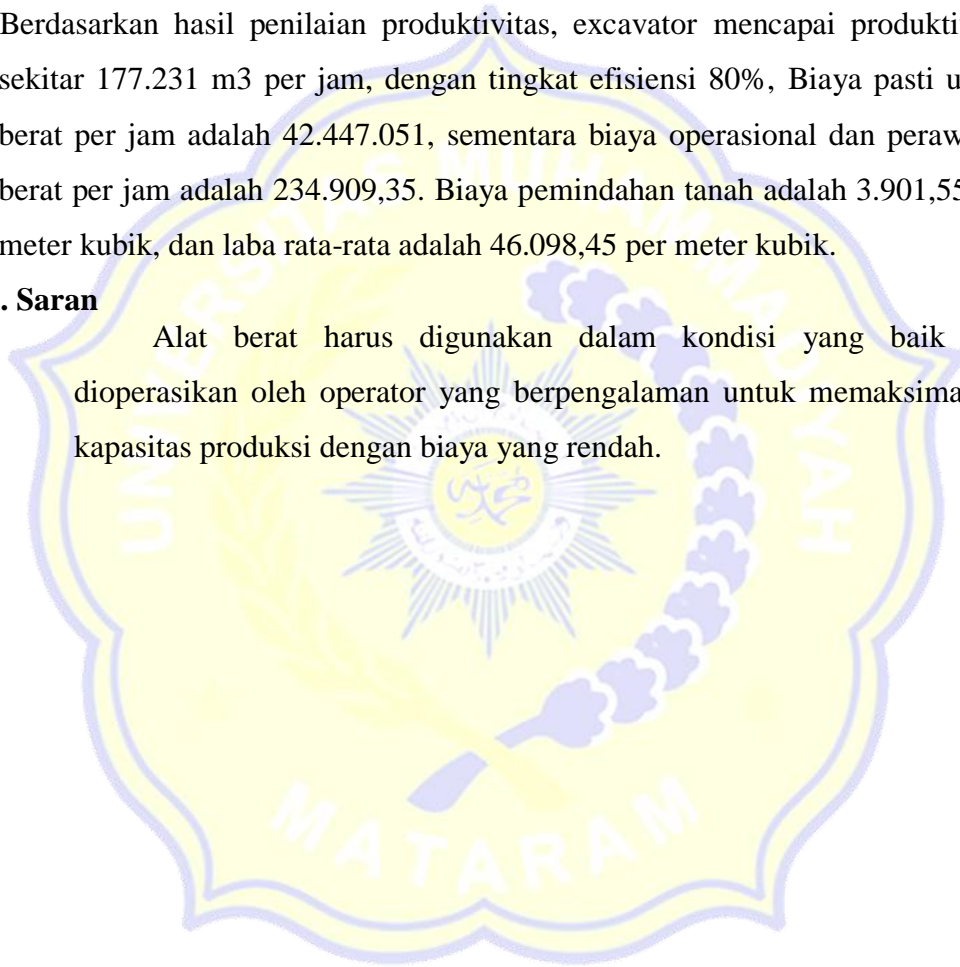 Berdasarkan hasil penilaian produktivitas, excavator mencapai produkti
sekitar 177.231 m3 per jam, dengan tingkat efisiensi 80%, Biaya pasti u
berat per jam adalah 42.447.051, sementara biaya operasional dan peraw
berat per jam adalah 234.909,35. Biaya pemindahan tanah adalah 3.901,55
meter kubik, dan laba rata-rata adalah 46.098,45 per meter kubik.
. Saran
Alat berat harus digunakan dalam kondisi yang baik
dioperasikan oleh operator yang berpengalaman untuk memaksima
kapasitas produksi dengan biaya yang rendah.
UNIVERSITAS MUHAMMADIYAH
MATARAM